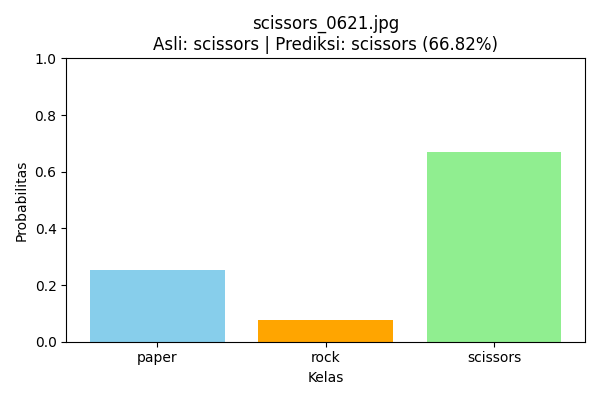 scissors_0621.jpg
Asli: scissors | Prediksi: scissors (66.82%)
Probabilitas
1.0
0.8
0.6
0.4
0.2
0.0
paper rock scissors
Kelas